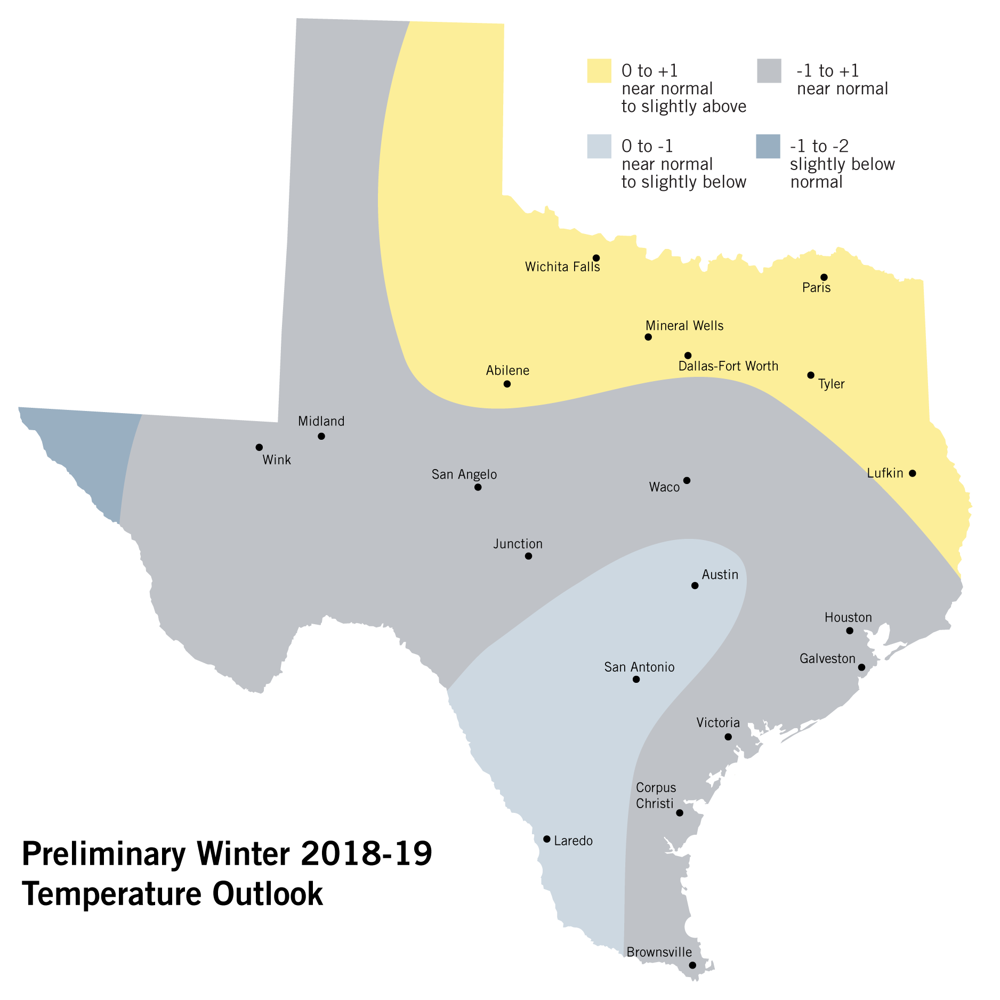 0 to +1
near normal
to slightly above
-1 to +1
near normal
0 to -1
near normal
to slightly below
-1 to -2
slightly below
normal
Wichita Falls
Paris
Mineral Wells
Dallas-Fort Worth
Abilene
Tyler
Midland
Wink
San Angelo
Waco
Lufkin
Junction
Austin
Houston
Galveston
San Antonio
Victoria
Corpus
Christi
Laredo
Brownsville
Preliminary Winter 2018-19
Temperature Outlook